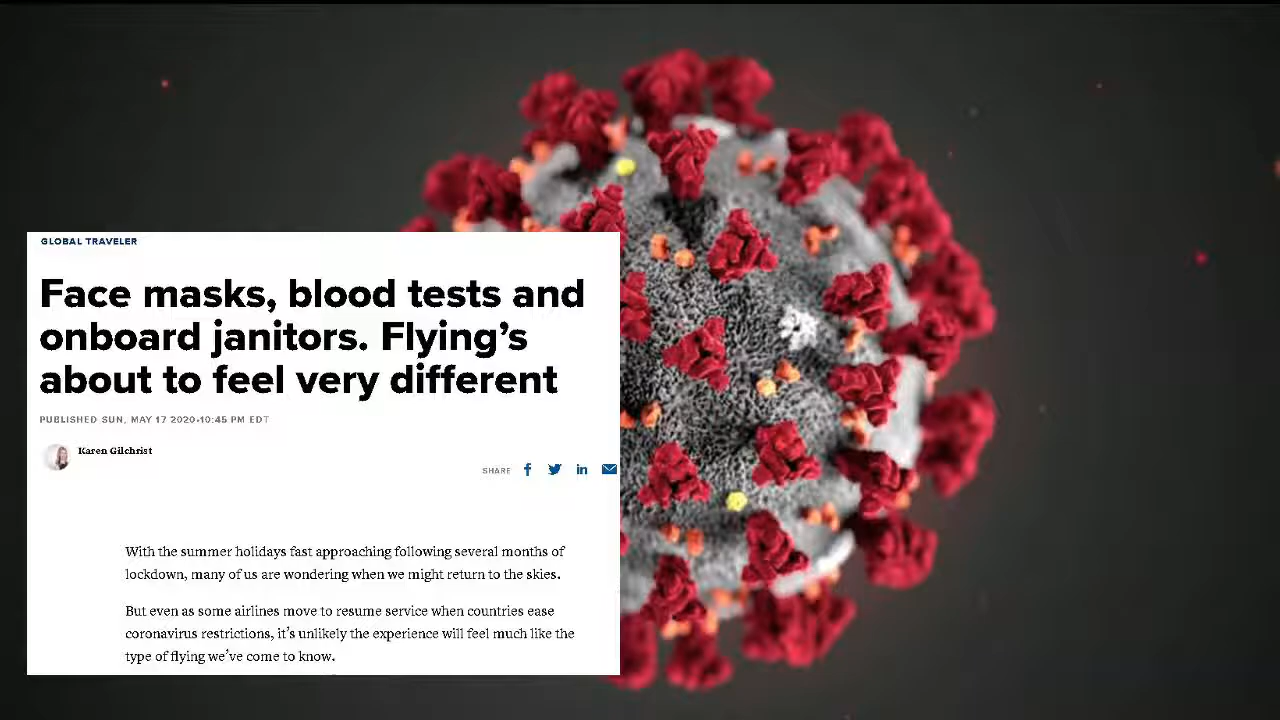 GLOBAL TRAVELER
Face masks, blood tests and
onboard janitors. Flying’s
about to feel very different
PUBLISHED SUN, MAY 17 2020•10:45 PM EDT
Karen Gilchrist
SHARE
With the summer holidays fast approaching following several months of
lockdown, many of us are wondering when we might return to the skies.
But even as some airlines move to resume service when countries ease
coronavirus restrictions, it’s unlikely the experience will feel much like the
type of flying we’ve come to know.